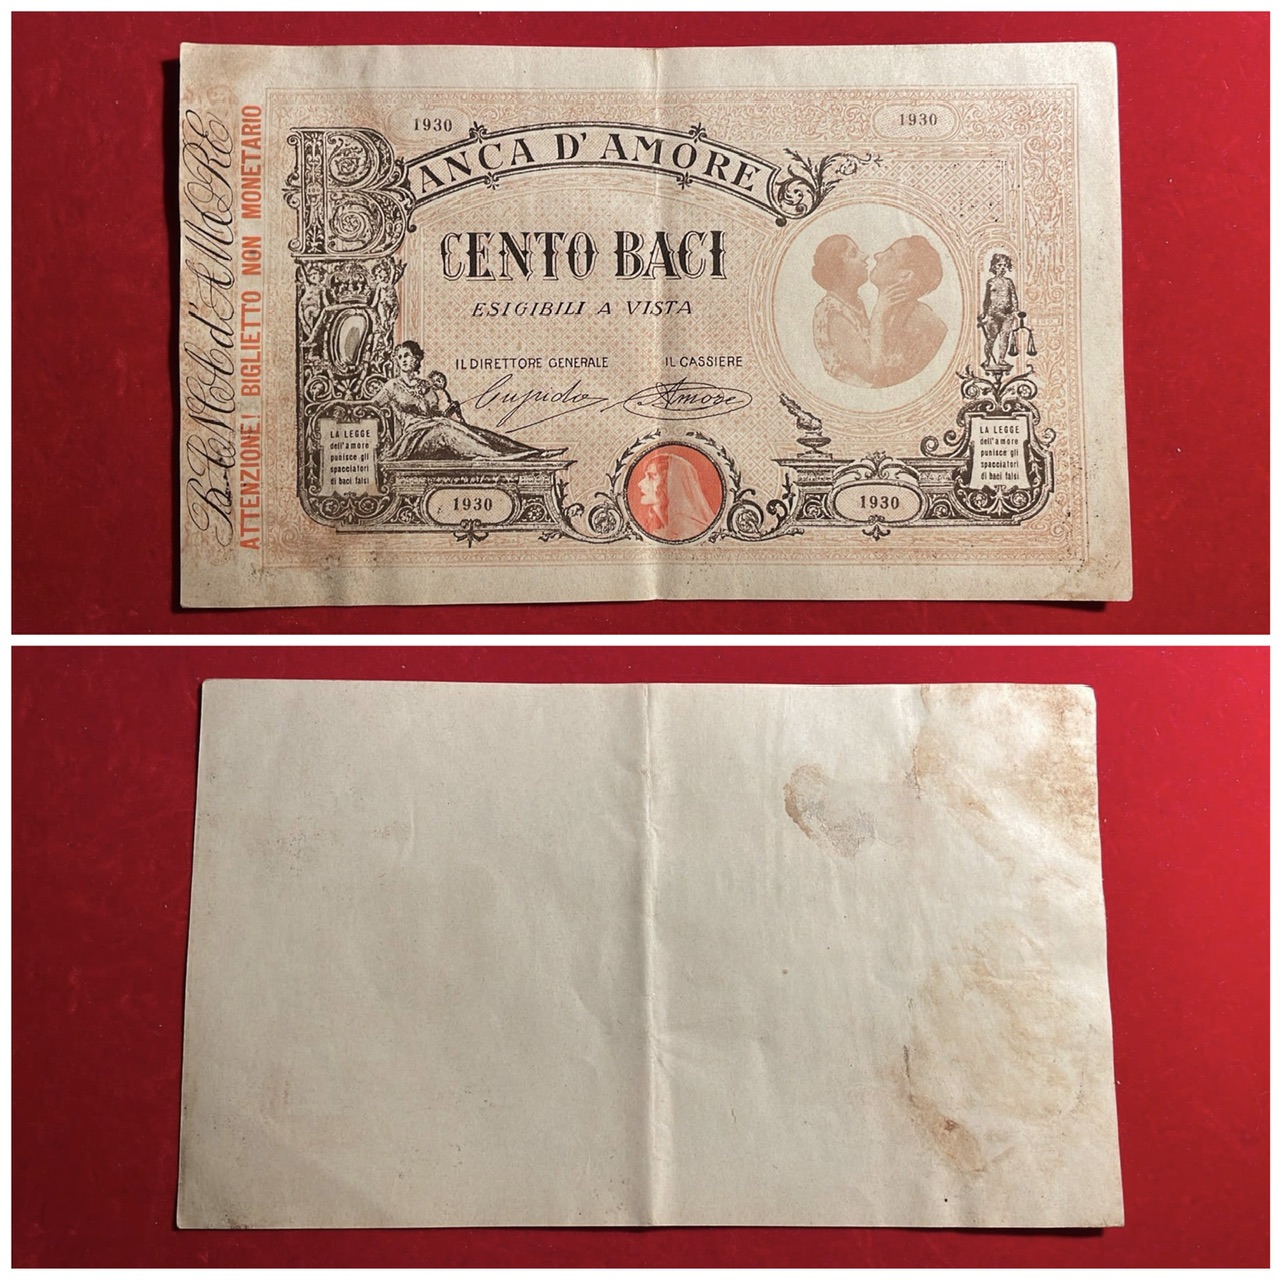 1930
1930
BANCA D'AMORE
CENTO BACI
ESIGIBILI A VISTA
IL DIRETTORE GENERALE
IL CASSIERE
Cupido
Amore
LA LEGGE
dell'amore
punisce gli
spacciatori
di baci falsi
LA LEGGE
dell'amore
punisce gli
spacciatori
di baci falsi
1930
1930
ATTENZIONE! BIGLIETTO NON MONETARIO